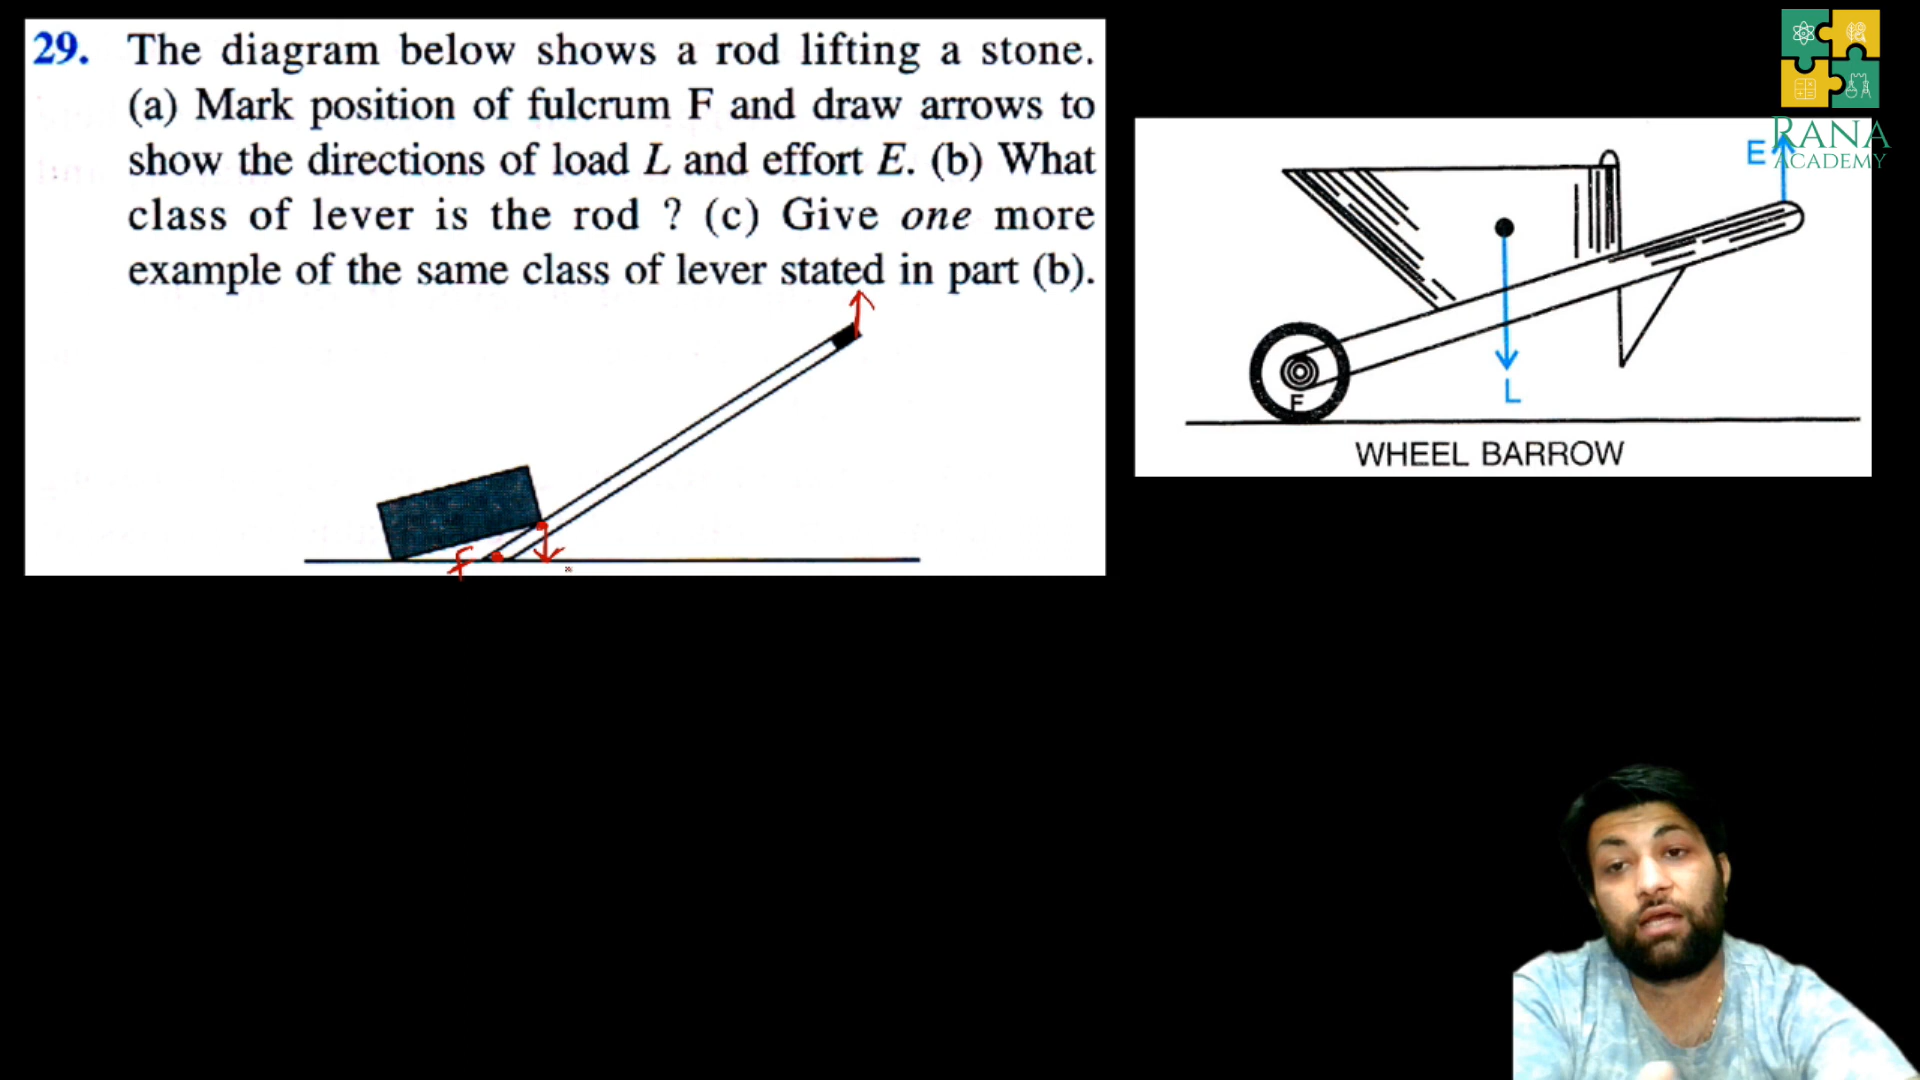 29. The diagram below shows a rod lifting a stone.
(a) Mark position of fulcrum F and draw arrows to
show the directions of load L and effort E. (b) What
class of lever is the rod ? (c) Give one more
example of the same class of lever stated in part (b).
F
RANA
ACADEMY
E
L
F
WHEEL BARROW